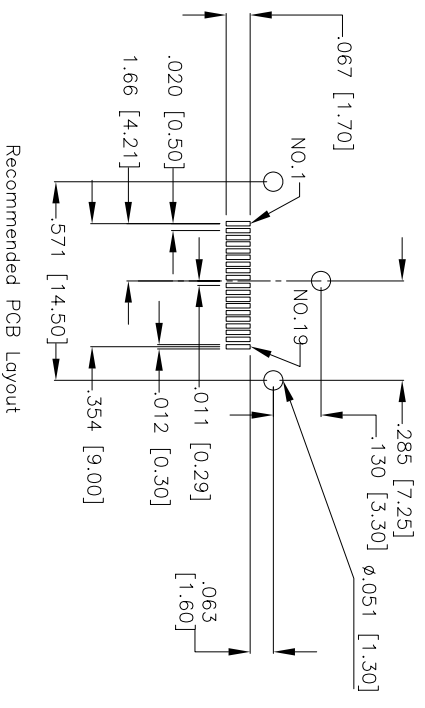 .067 [1.70]
NO.1
NO.19
.020 [0.50]
1.66 [4.21]
.285 [7.25]
.130 [3.30]
ø.051 [1.30]
.011 [0.29]
.012 [0.30]
.354 [9.00]
.571 [14.50]
.063
[1.60]
Recommended PCB Layout